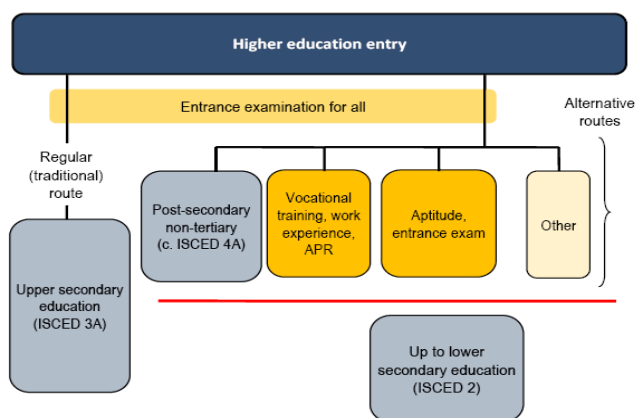 Higher education entry
Entrance examination for all
Alternative
routes
Regular
(traditional)
route
Post-secondary
non-tertiary
(c. ISCED 4A)
Vocational
training, work
experience,
APR
Aptitude,
entrance exam
Other
Upper secondary
education
(ISCED 3A)
Up to lower
secondary education
(ISCED 2)